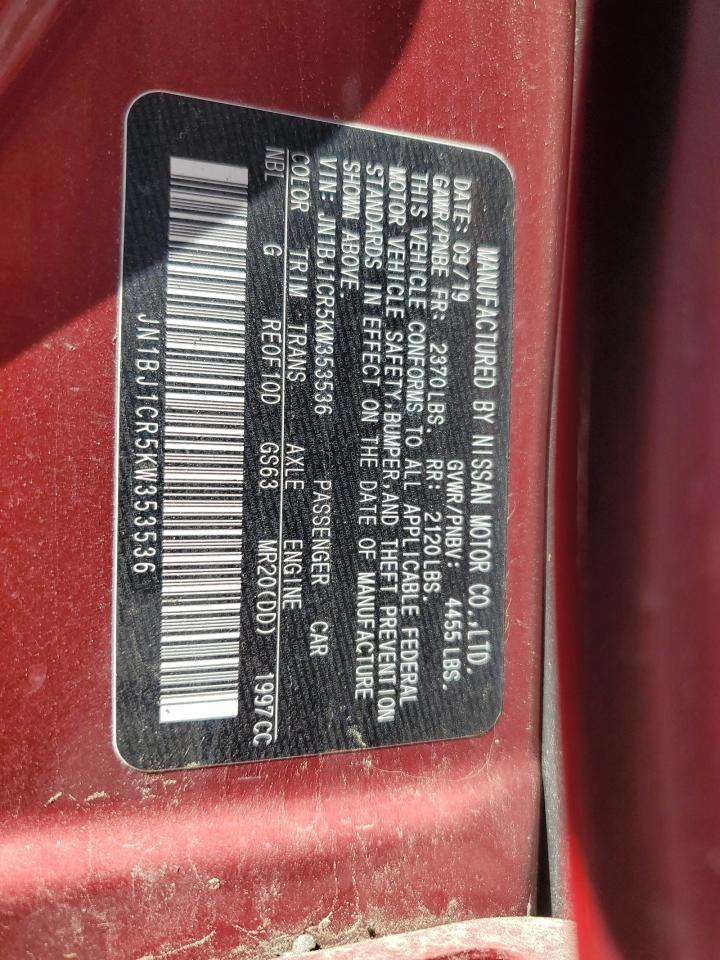 MANUFACTURED BY NISSAN MOTOR CO.,LTD.
DATE: 09/19 GVWR/PNBV: 4455 LBS.
GAWR/PNBE FR: 2370 LBS. RR: 2120 LBS.
THIS VEHICLE CONFORMS TO ALL APPLICABLE FEDERAL
MOTOR VEHICLE SAFETY, BUMPER, AND THEFT PREVENTION
STANDARDS IN EFFECT ON THE DATE OF MANUFACTURE
SHOWN ABOVE.
VIN: JN1BJ1CR5KW353536 PASSENGER CAR
COLOR TRIM TRANS AXLE ENGINE
NBL G RE0F10D GS63 MR20(DD) 1997CC
JN1BJ1CR5KW353536